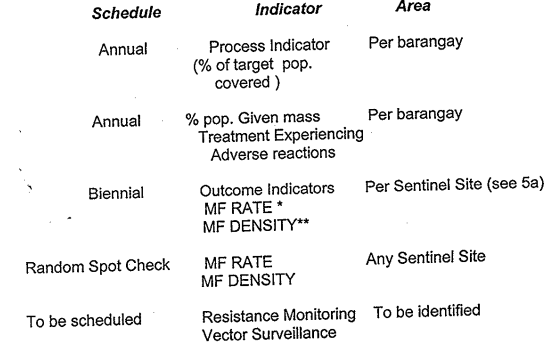 Schedule Indicator Area
Annual Process Indicator Per barangay
(% of target pop.
covered )
Annual % pop. Given mass Per barangay
Treatment Experiencing
Adverse reactions
Biennial Outcome Indicators Per Sentinel Site (see 5a)
MF RATE *
MF DENSITY**
Random Spot Check MF RATE Any Sentinel Site
MF DENSITY
To be scheduled Resistance Monitoring To be identified
Vector Surveillance